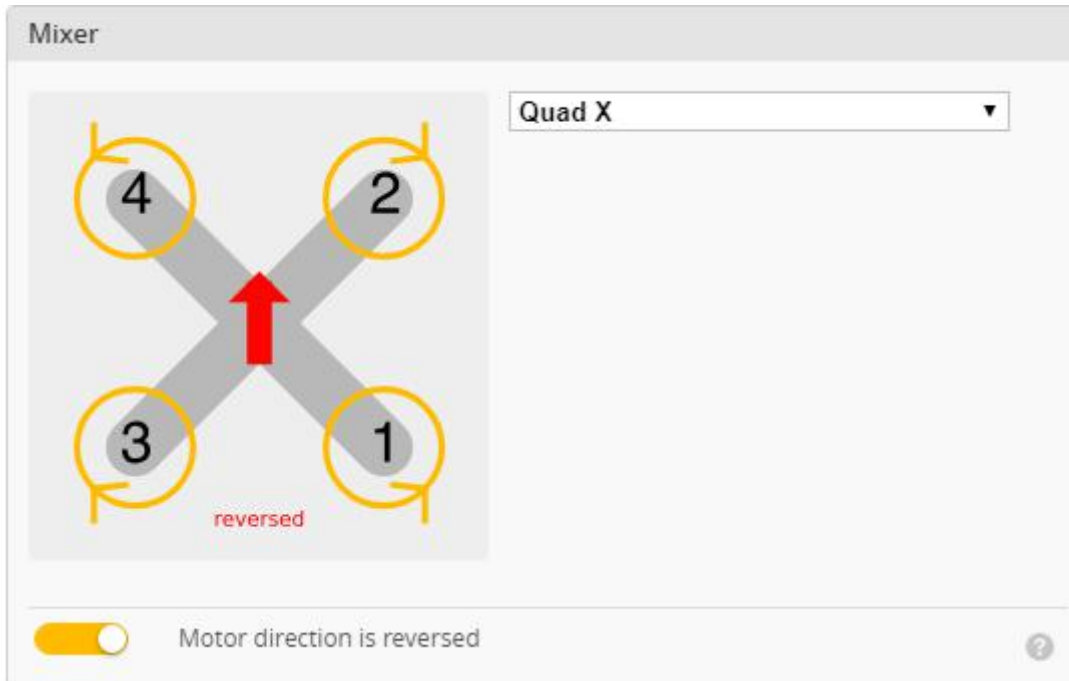 Mixer
Quad X
4 2
3 1
reversed
Motor direction is reversed
?